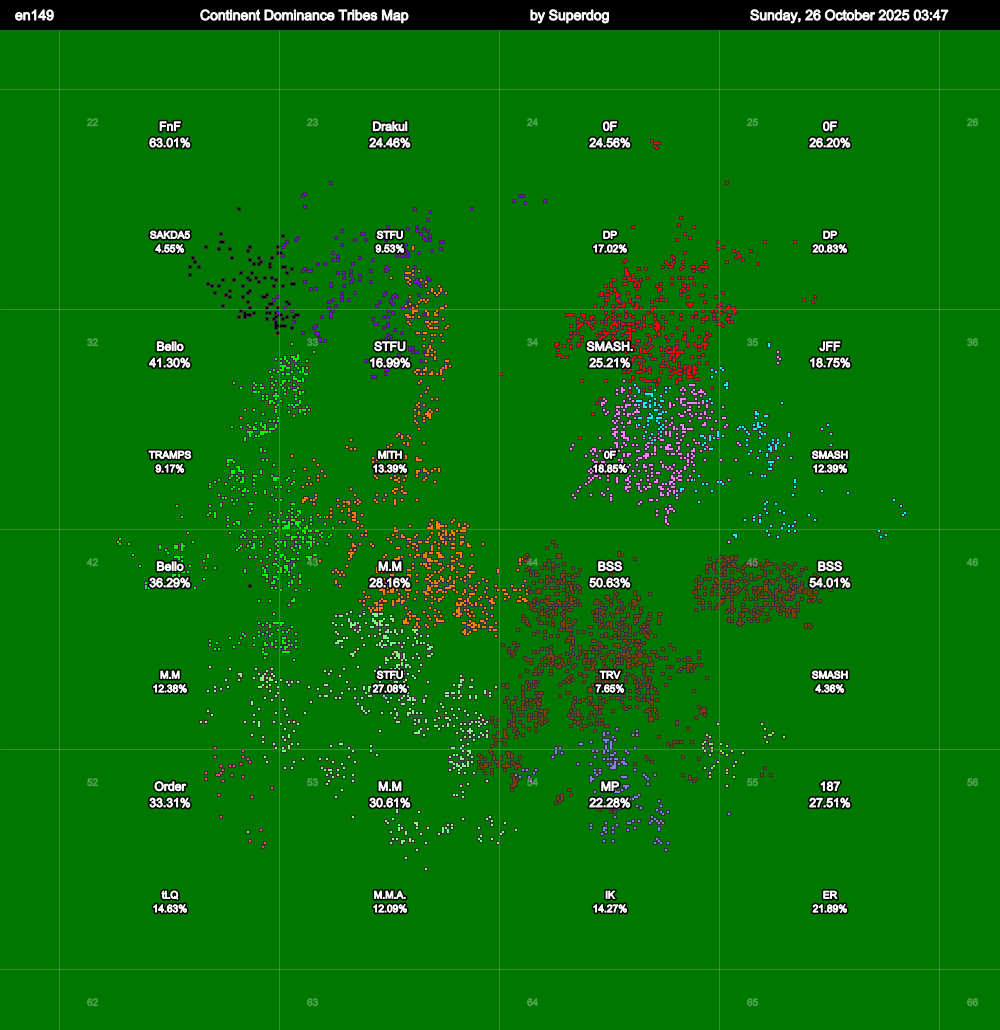 en149 Continent Dominance Tribes Map by Superdog Sunday, 26 October 2025 03:47
22 23 24 25 26
FnF Drakul 0F 0F
63.01% 24.46% 24.56% 26.20%
SAKDA5 STFU DP DP
4.55% 9.53% 17.02% 20.83%
32 33 34 35 36
Bello STFU SMASH. JFF
41.30% 16.99% 25.21% 18.75%
TRAMPS MITH 0F SMASH
9.17% 13.39% 18.85% 12.39%
42 43 44 45 46
Bello M.M BSS BSS
36.29% 28.16% 50.63% 54.01%
M.M STFU TRV SMASH
12.38% 27.08% 7.65% 4.36%
52 53 54 55 56
Order M.M MP 187
33.31% 30.61% 22.28% 27.51%
tLQ M.M.A. IK ER
14.63% 12.09% 14.27% 21.89%
62 63 64 65 66